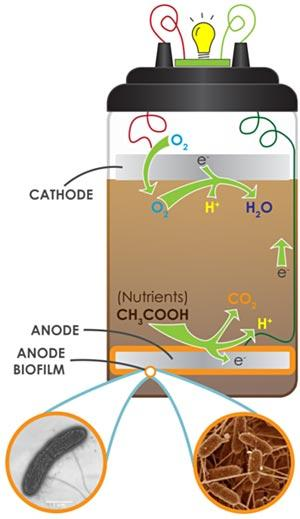 O₂
e⁻
CATHODE
O₂
H⁺
H₂O
e⁻
(Nutrients)
CH₃COOH
CO₂
H⁺
ANODE
ANODE
BIOFILM
e⁻